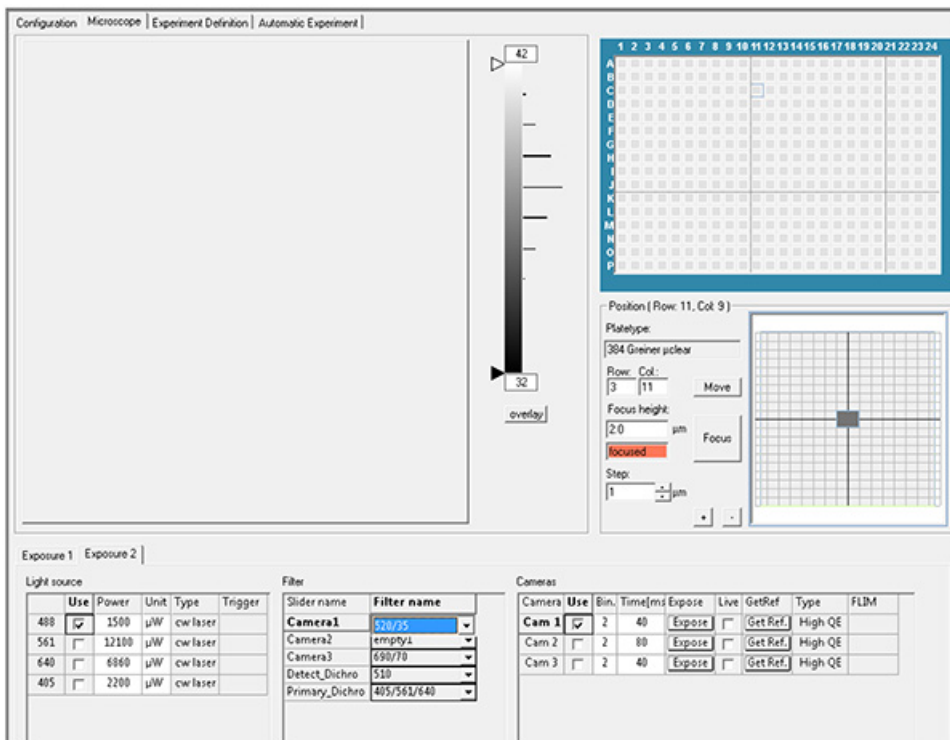 Configuration Microscope Experiment Definition Automatic Experiment
42
32
overlay
1 2 3 4 5 6 7 8 9 10 11 12 13 14 15 16 17 18 19 20 21 22 23 24
A
B
C
D
E
F
G
H
I
J
K
L
M
N
O
P
Position ( Row: 11, Col: 9 )
Platetype:
384 Greiner µclear
Row: Col:
3 11 Move
Focus height:
2.0 µm
Focus
focused
Step:
1 µm
+ -
Exposure 1 Exposure 2
Light source
Use Power Unit Type Trigger
488 1500 µW cw laser
561 12100 µW cw laser
640 6860 µW cw laser
405 2200 µW cw laser
Filter
Slider name Filter name
Camera1 520/35
Camera2 empty1
Camera3 690/70
Detect_Dichro 510
Primary_Dichro 405/561/640
Cameras
Camera Use Bin. Time[ms Expose Live GetRef Type FLIM
Cam 1 2 40 Expose Get Ref. High QE
Cam 2 2 80 Expose Get Ref. High QE
Cam 3 2 40 Expose Get Ref. High QE